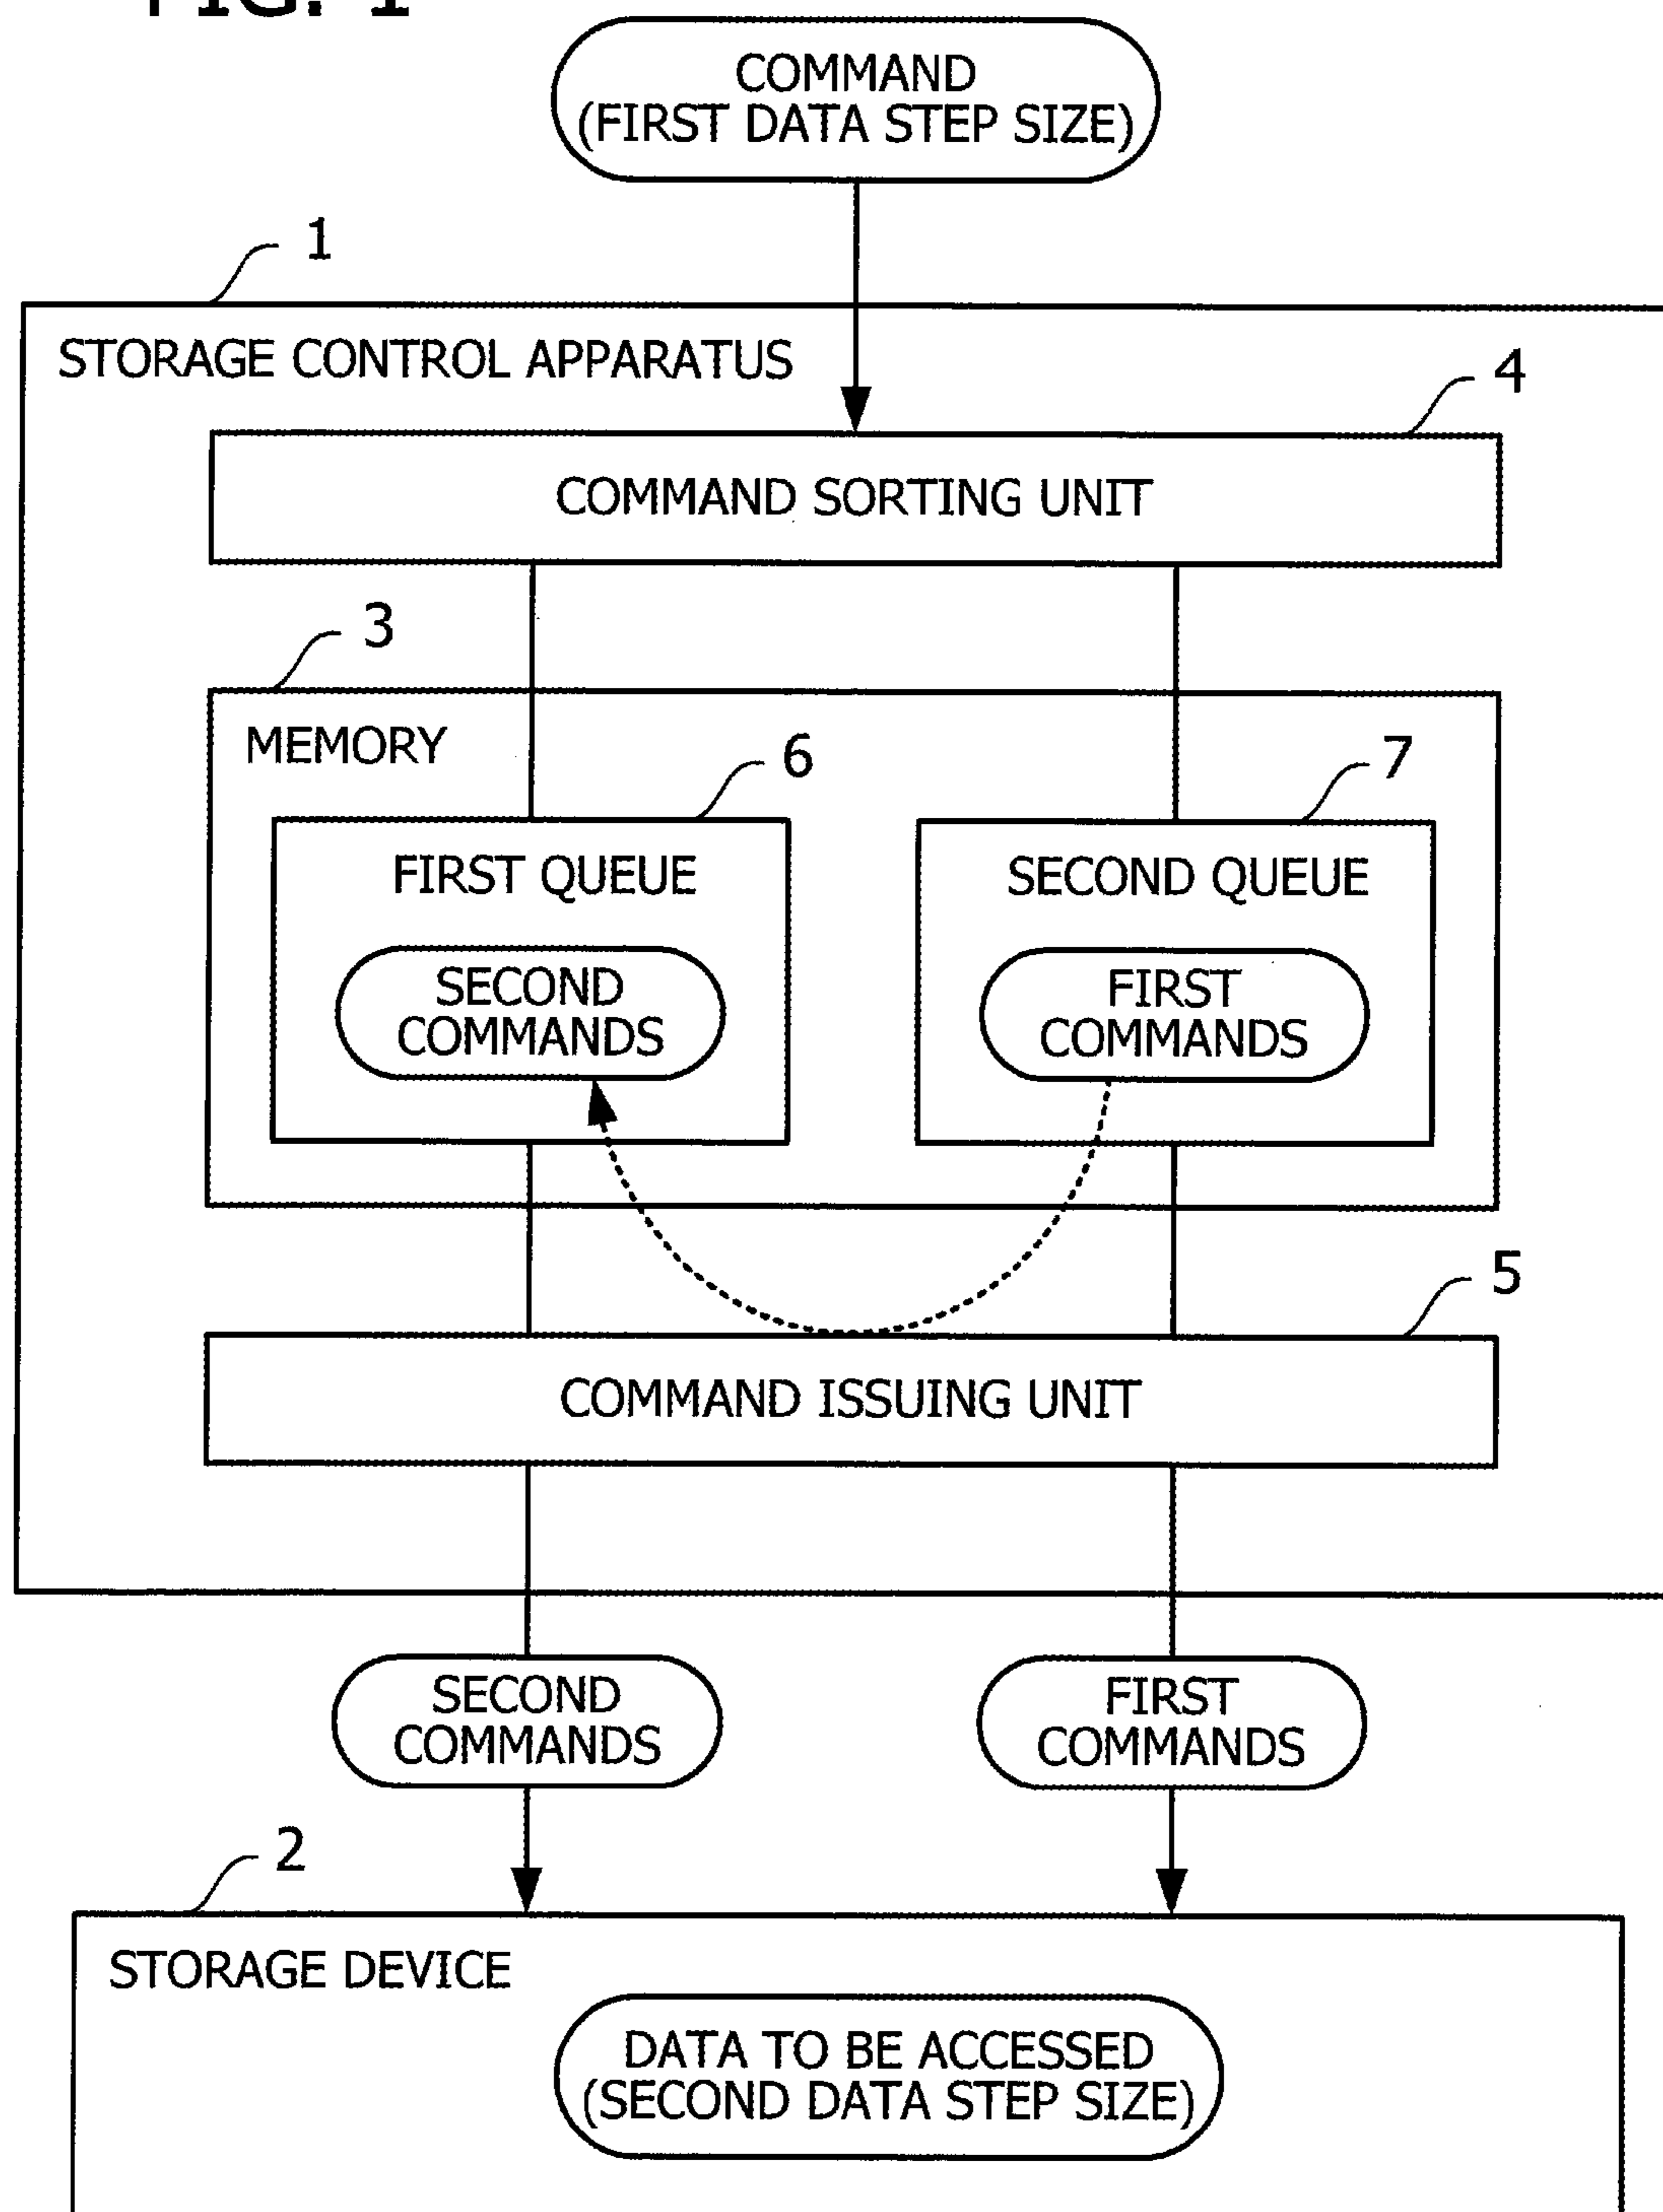 FIG. 1
COMMAND
(FIRST DATA STEP SIZE)
1
STORAGE CONTROL APPARATUS
4
COMMAND SORTING UNIT
3
MEMORY
6
7
FIRST QUEUE
SECOND QUEUE
SECOND
COMMANDS
FIRST
COMMANDS
5
COMMAND ISSUING UNIT
SECOND
COMMANDS
FIRST
COMMANDS
2
STORAGE DEVICE
DATA TO BE ACCESSED
(SECOND DATA STEP SIZE)